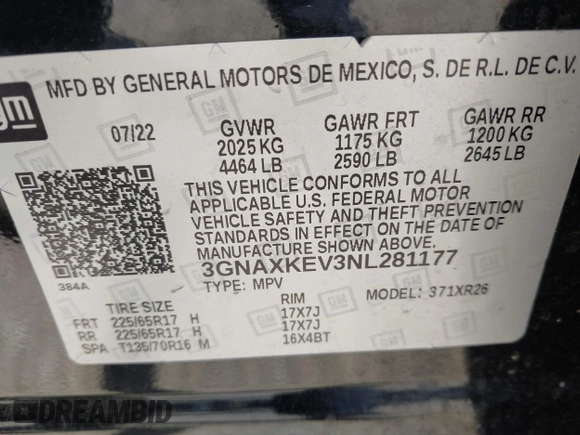 gm
MFD BY GENERAL MOTORS DE MEXICO, S. DE R.L. DE C.V.
07/22 GVWR GAWR FRT GAWR RR
2025 KG 1175 KG 1200 KG
4464 LB 2590 LB 2645 LB
THIS VEHICLE CONFORMS TO ALL
APPLICABLE U.S. FEDERAL MOTOR
VEHICLE SAFETY AND THEFT PREVENTION
STANDARDS IN EFFECT ON THE DATE OF
MANUFACTURE SHOWN ABOVE.
3GNAXKEV3NL281177
384A TYPE: MPV MODEL: 371XR26
TIRE SIZE RIM
FRT 225/65R17 H 17X7J
RR 225/65R17 H 17X7J
SPA T135/70R16 M 16X4BT
DREAMBID